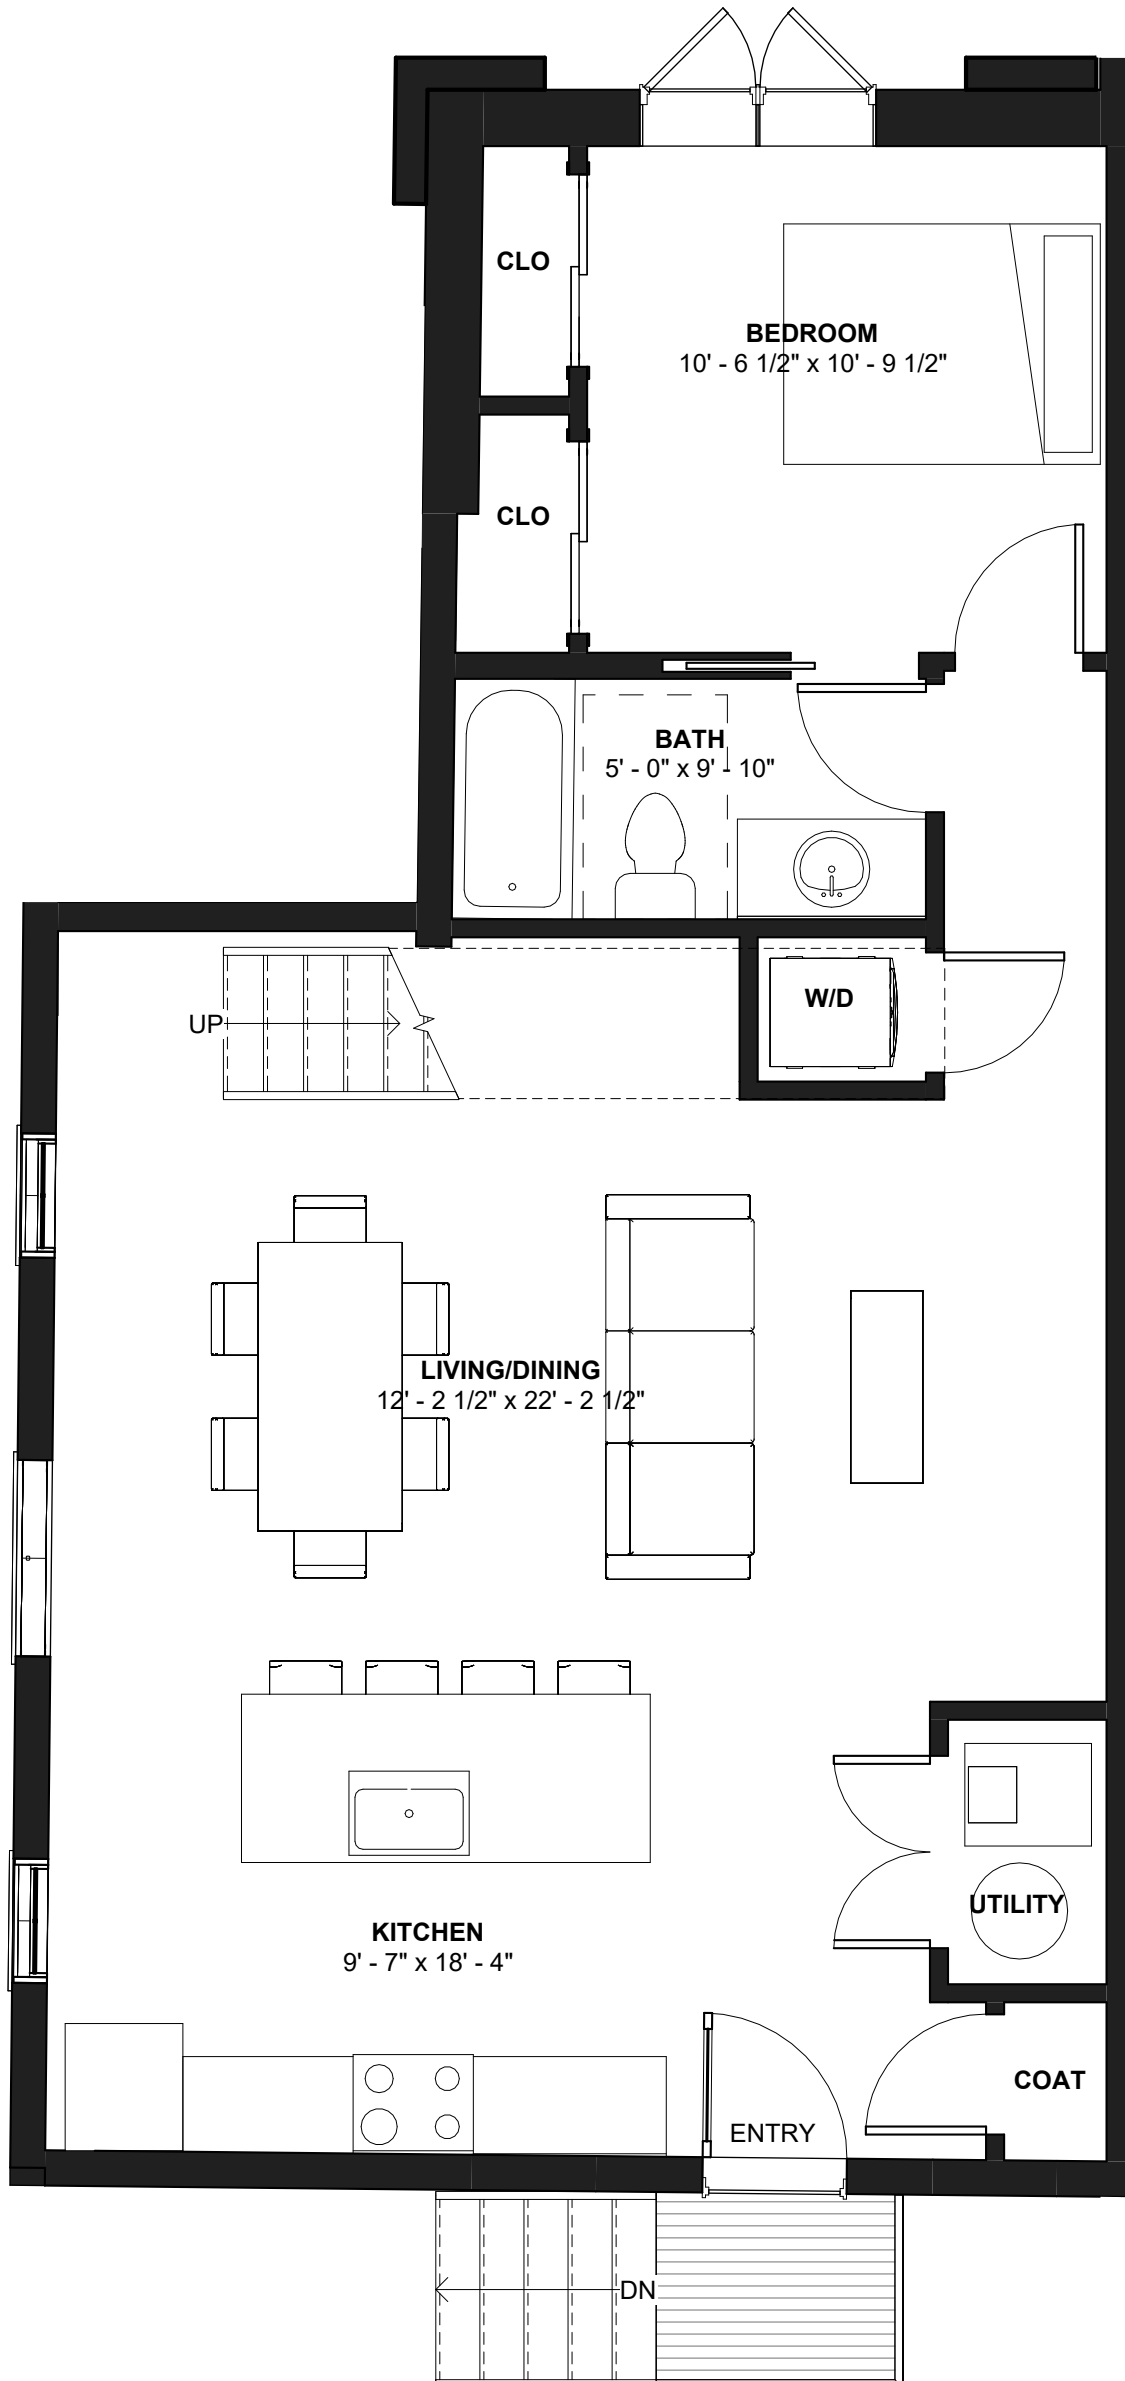 CLO
BEDROOM
10' - 6 1/2" x 10' - 9 1/2"
CLO
BATH
5' - 0" x 9' - 10"
W/D
UP
LIVING/DINING
12' - 2 1/2" x 22' - 2 1/2"
UTILITY
KITCHEN
9' - 7" x 18' - 4"
COAT
ENTRY
DN